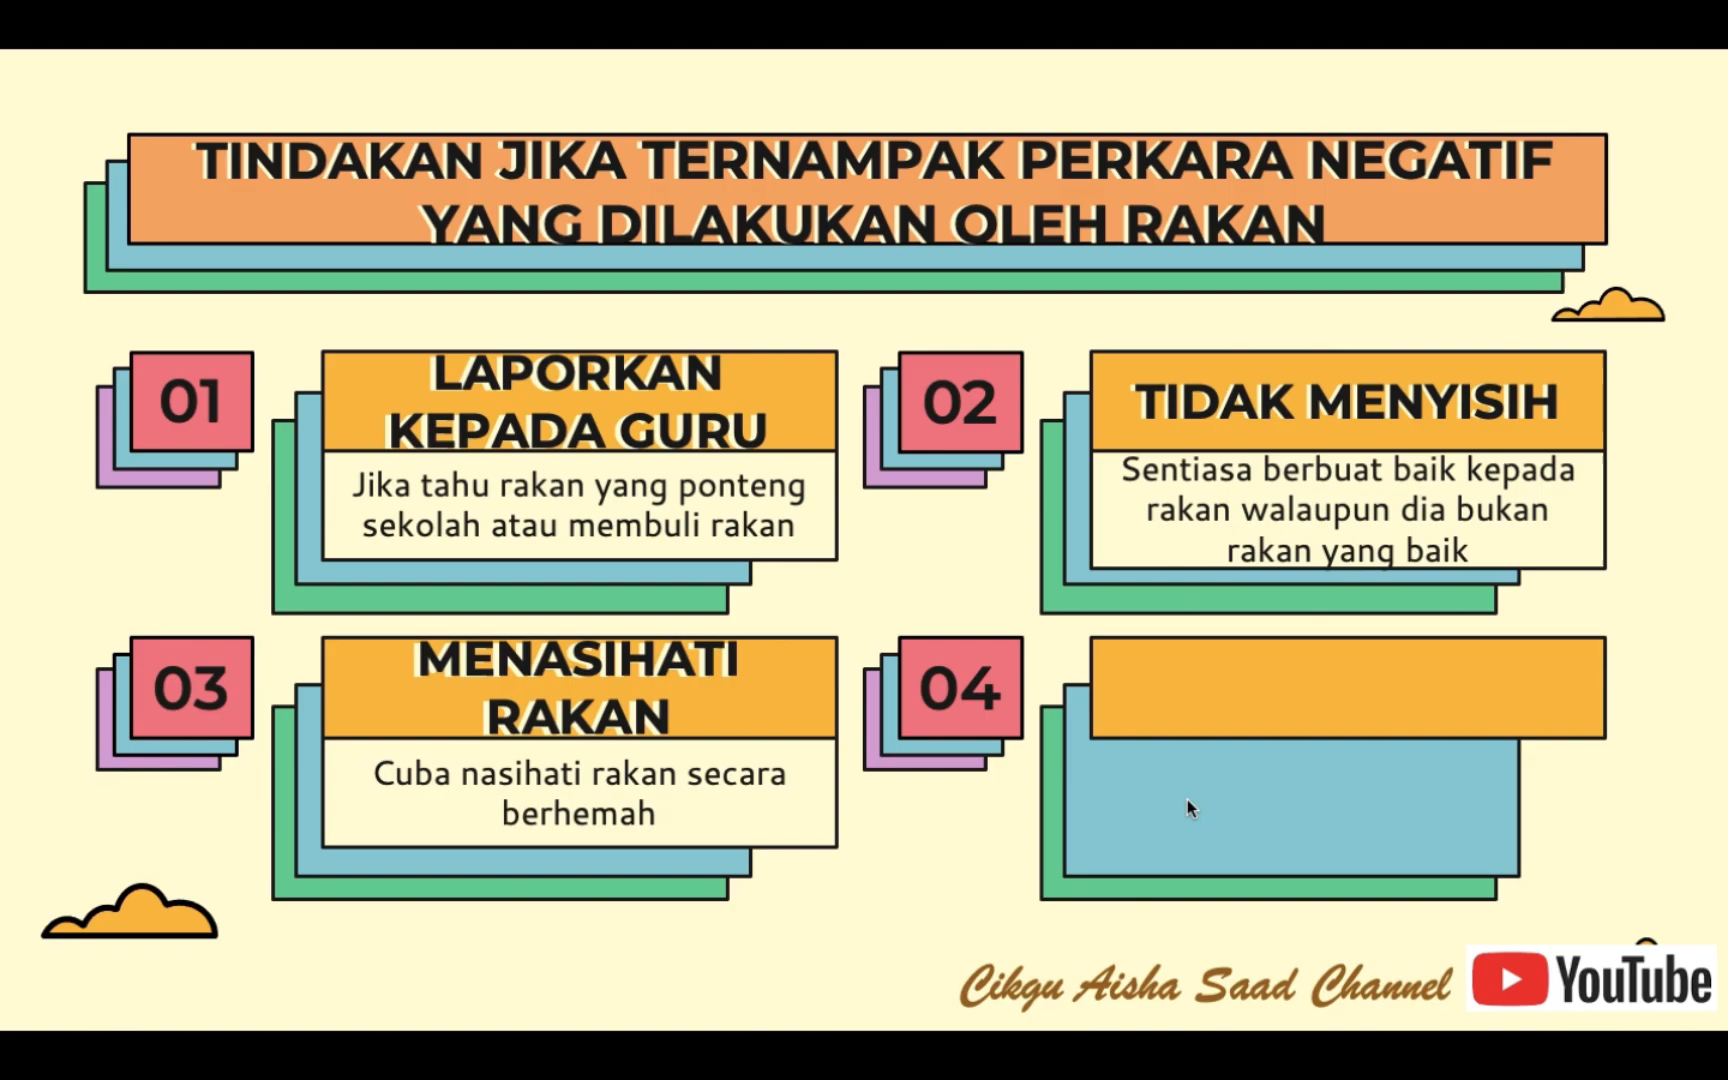 TINDAKAN JIKA TERNAMPAK PERKARA NEGATIF
YANG DILAKUKAN OLEH RAKAN
01
LAPORKAN
KEPADA GURU
Jika tahu rakan yang ponteng
sekolah atau membuli rakan
02
TIDAK MENYISIH
Sentiasa berbuat baik kepada
rakan walaupun dia bukan
rakan yang baik
03
MENASIHATI
RAKAN
Cuba nasihati rakan secara
berhemah
04
Cikgu Aisha Saad Channel
YouTube